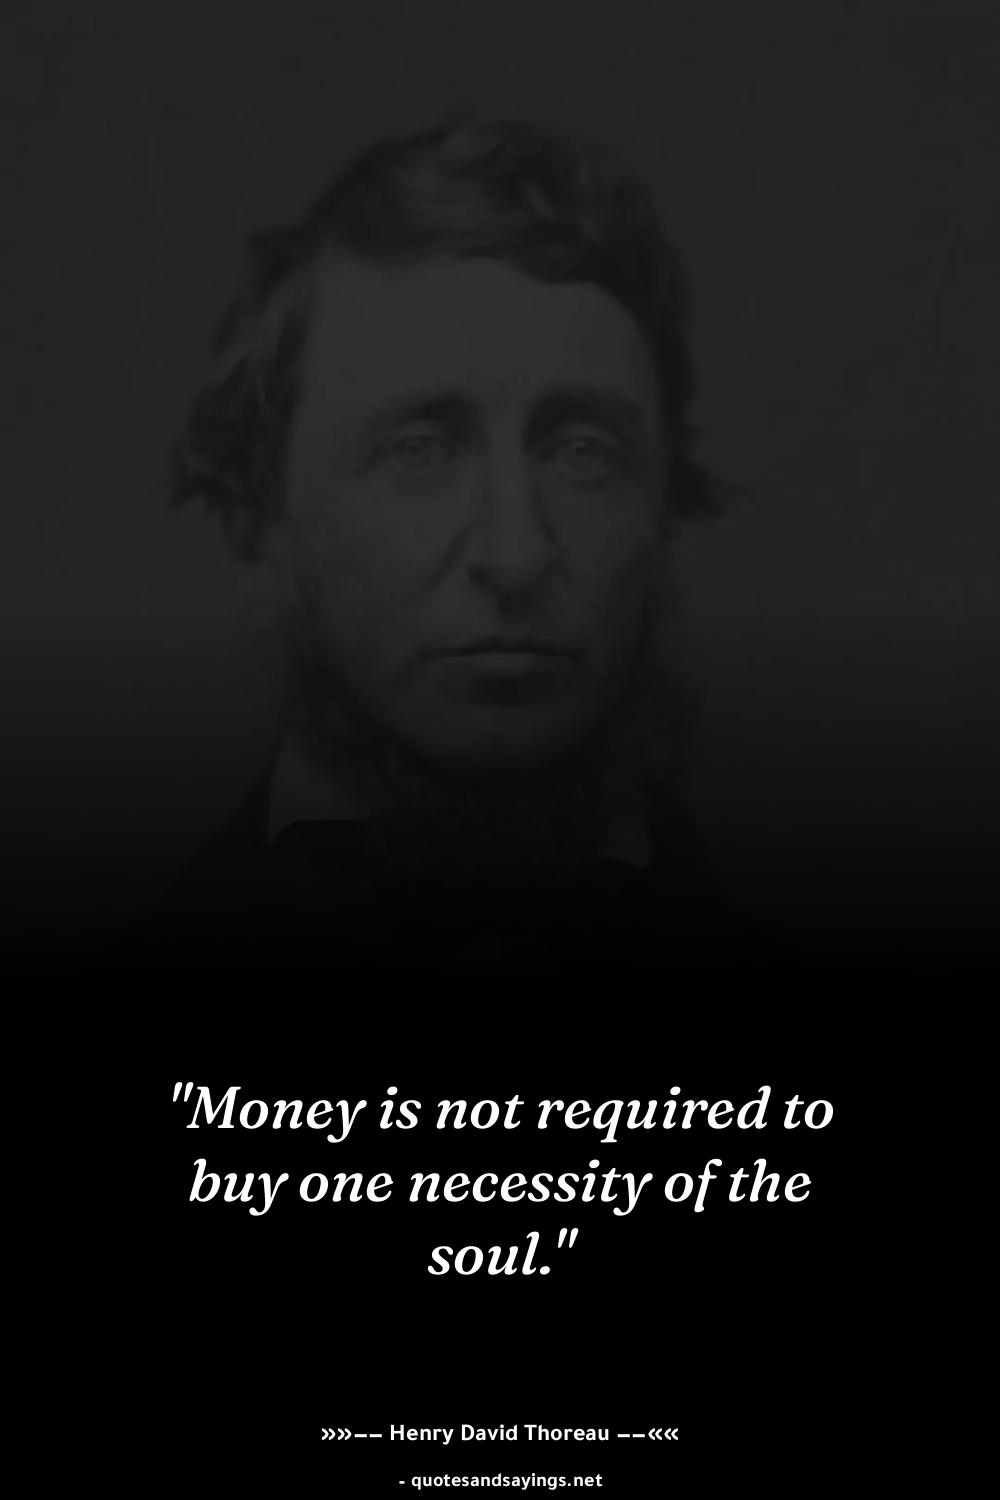 "Money is not required to
buy one necessity of the
soul."
»»−− Henry David Thoreau −−««
- quotesandsayings.net